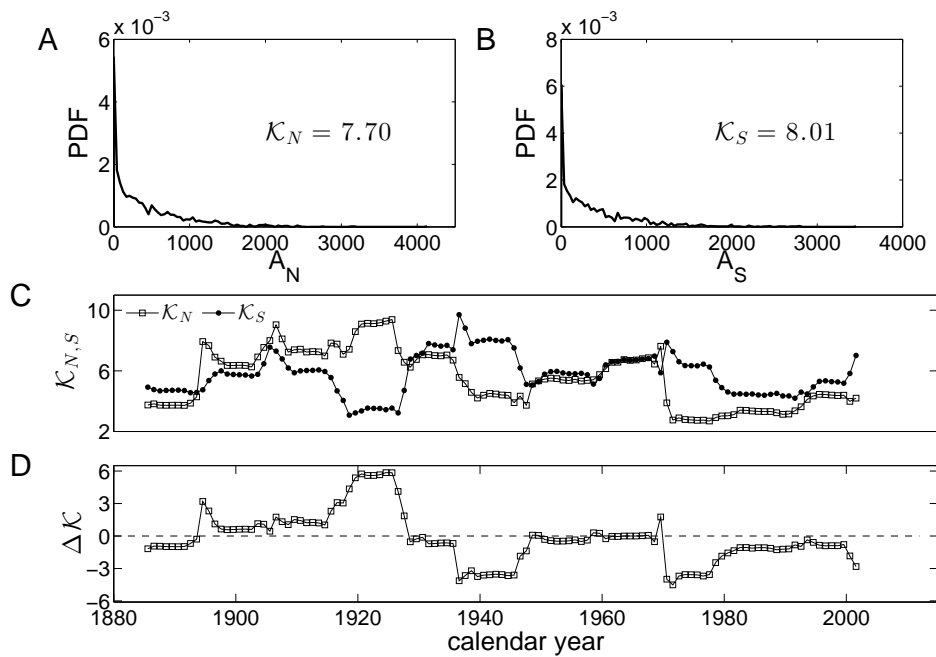 A
x 10⁻³
6
4
2
0
PDF
𝒦_N = 7.70
0 1000 2000 3000 4000
A_N
B
x 10⁻³
8
6
4
2
0
PDF
𝒦_S = 8.01
0 1000 2000 3000 4000
A_S
C
10
6
2
𝒦_N,S
𝒦_N 𝒦_S
D
6
3
0
−3
−6
Δ𝒦
1880 1900 1920 1940 1960 1980 2000
calendar year